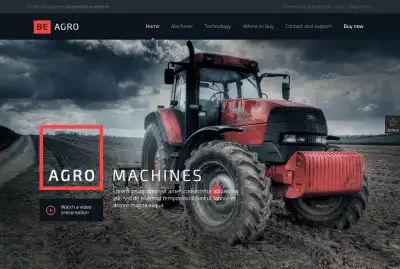 BE AGRO
Home Machines Technology Where to buy Contact and support Buy now
AGRO MACHINES
Lorem ipsum dolor sit amet, consectetur adipisicing
elit, sed do eiusmod tempor incididunt ut labore et
dolore magna aliqua.
Watch a video
presentation